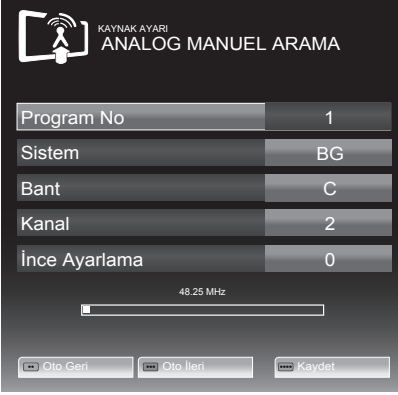 KAYNAK AYARI
ANALOG MANUEL ARAMA
Program No 1
Sistem BG
Bant C
Kanal 2
İnce Ayarlama 0
48.25 MHz
Oto Geri Oto İleri Kaydet